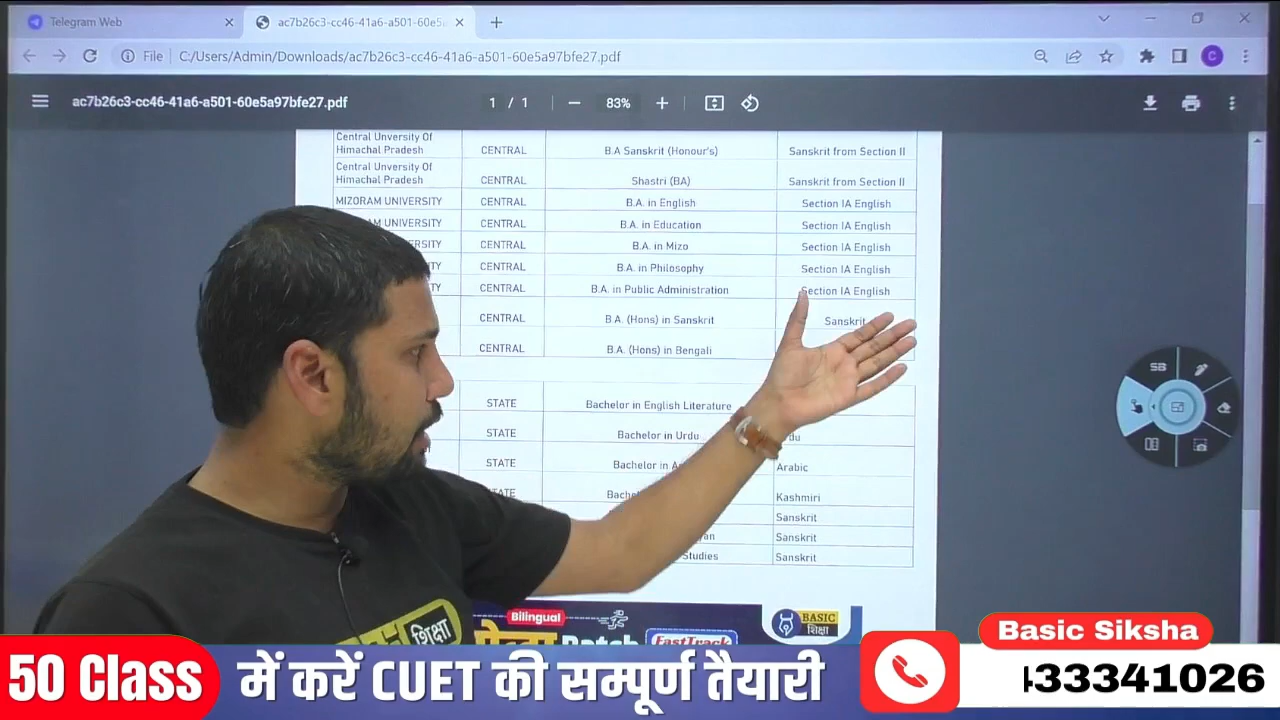 Telegram Web
ac7b26c3-cc46-41a6-a501-60e5
File C:/Users/Admin/Downloads/ac7b26c3-cc46-41a6-a501-60e5a97bfe27.pdf
C
ac7b26c3-cc46-41a6-a501-60e5a97bfe27.pdf 1 / 1 83%
Central Unversity Of Himachal Pradesh CENTRAL B.A Sanskrit (Honour's) Sanskrit from Section II
Central Unversity Of Himachal Pradesh CENTRAL Shastri (BA) Sanskrit from Section II
MIZORAM UNIVERSITY CENTRAL B.A. in English Section IA English
UNIVERSITY CENTRAL B.A. in Education Section IA English
CENTRAL B.A. in Mizo Section IA English
CENTRAL B.A. in Philosophy Section IA English
CENTRAL B.A. in Public Administration Section IA English
CENTRAL B.A. (Hons) in Sanskrit Sanskrit
CENTRAL B.A. (Hons) in Bengali
STATE Bachelor in English Literature
STATE Bachelor in Urdu
STATE Bachelor in Arabic
Kashmiri
Sanskrit
Sanskrit
Studies Sanskrit
SB
Bilingual
Batch
FastTrack
BASIC
शिक्षा
शिक्षा
50 Class में करें CUET की सम्पूर्ण तैयारी
Basic Siksha
433341026